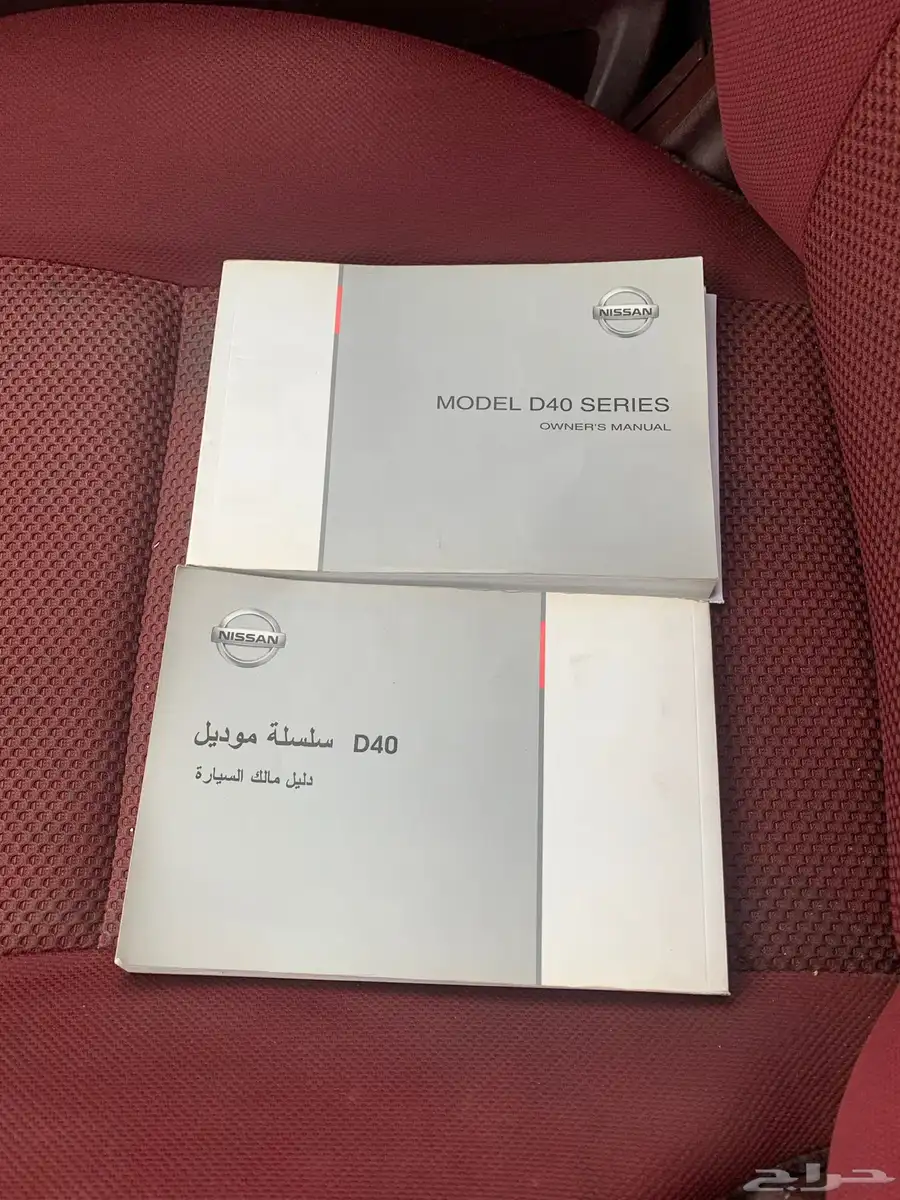 NISSAN
MODEL D40 SERIES
OWNER'S MANUAL
NISSAN
سلسلة موديل D40
دليل مالك السيارة
حراج